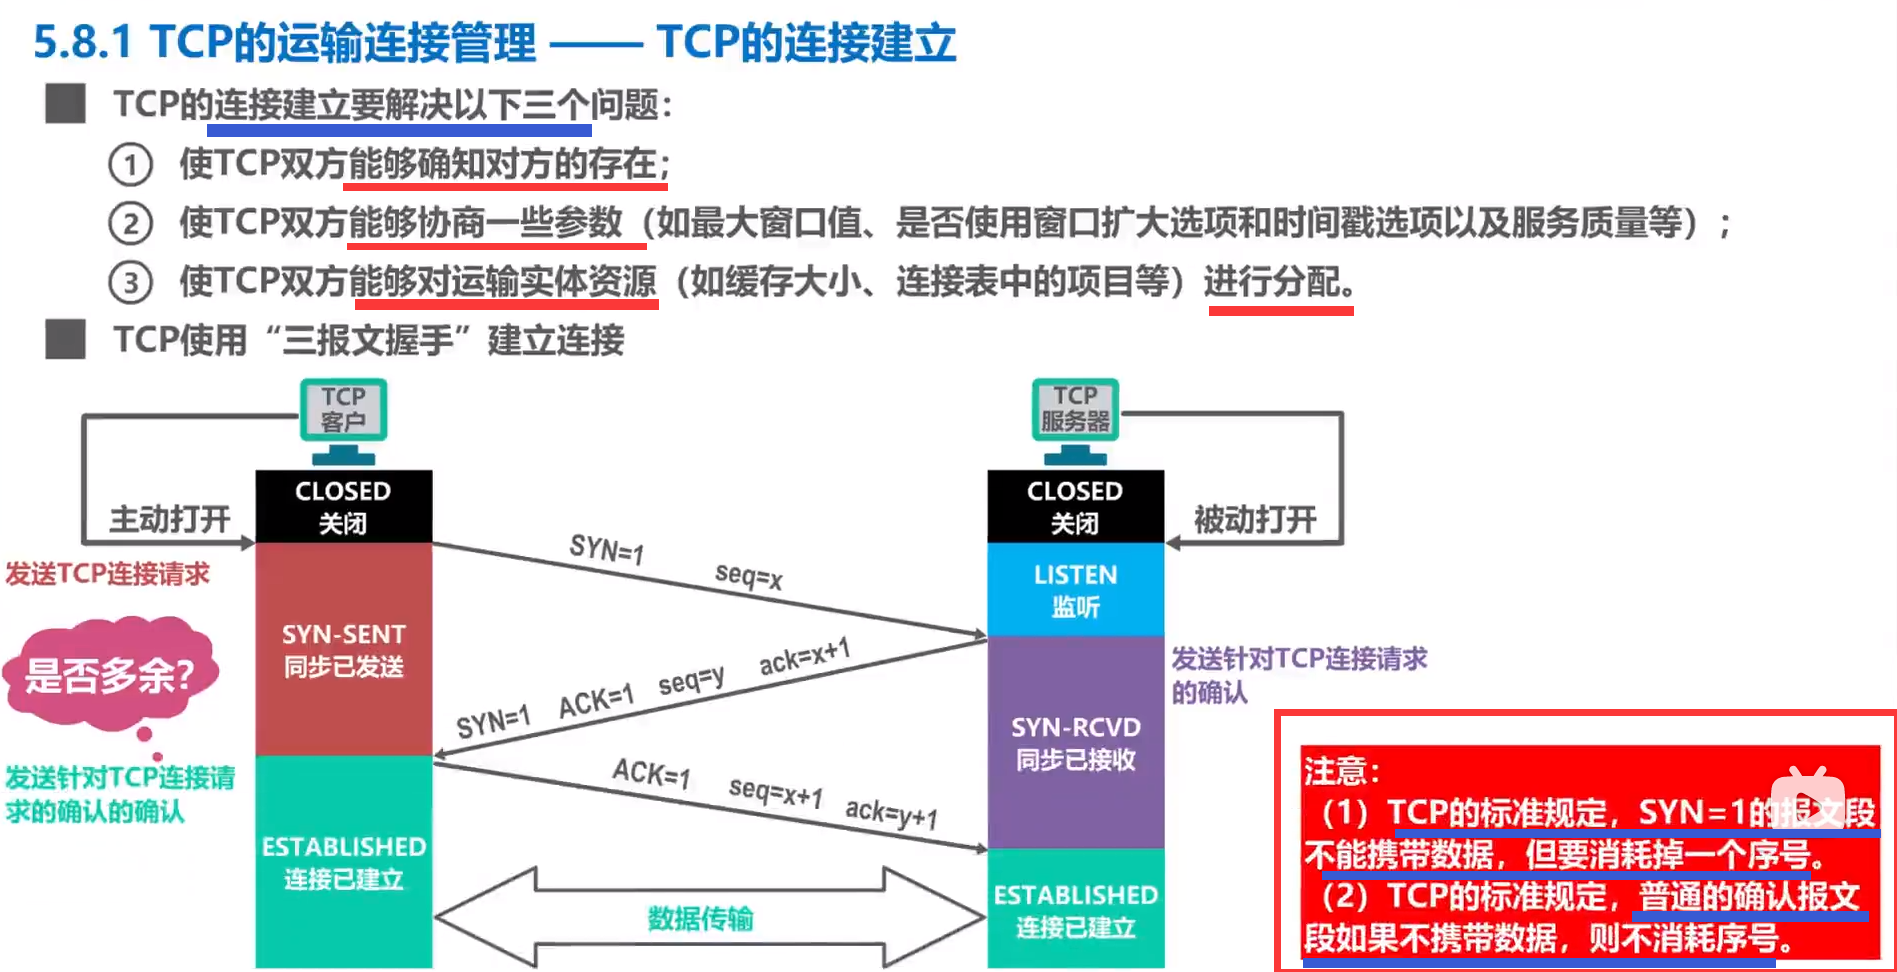 5.8.1 TCP的运输连接管理 —— TCP的连接建立
TCP的连接建立要解决以下三个问题：
① 使TCP双方能够确知对方的存在；
② 使TCP双方能够协商一些参数（如最大窗口值、是否使用窗口扩大选项和时间戳选项以及服务质量等）；
③ 使TCP双方能够对运输实体资源（如缓存大小、连接表中的项目等）进行分配。
TCP使用“三报文握手”建立连接
TCP
客户
TCP
服务器
CLOSED
关闭
CLOSED
关闭
主动打开
被动打开
发送TCP连接请求
SYN=1 seq=x
LISTEN
监听
SYN-SENT
同步已发送
是否多余?
SYN=1 ACK=1 seq=y ack=x+1
发送针对TCP连接请求
的确认
SYN-RCVD
同步已接收
发送针对TCP连接请
求的确认的确认
ACK=1 seq=x+1 ack=y+1
ESTABLISHED
连接已建立
数据传输
ESTABLISHED
连接已建立
注意：
（1）TCP的标准规定，SYN=1的报文段
不能携带数据，但要消耗掉一个序号。
（2）TCP的标准规定，普通的确认报文
段如果不携带数据，则不消耗序号。